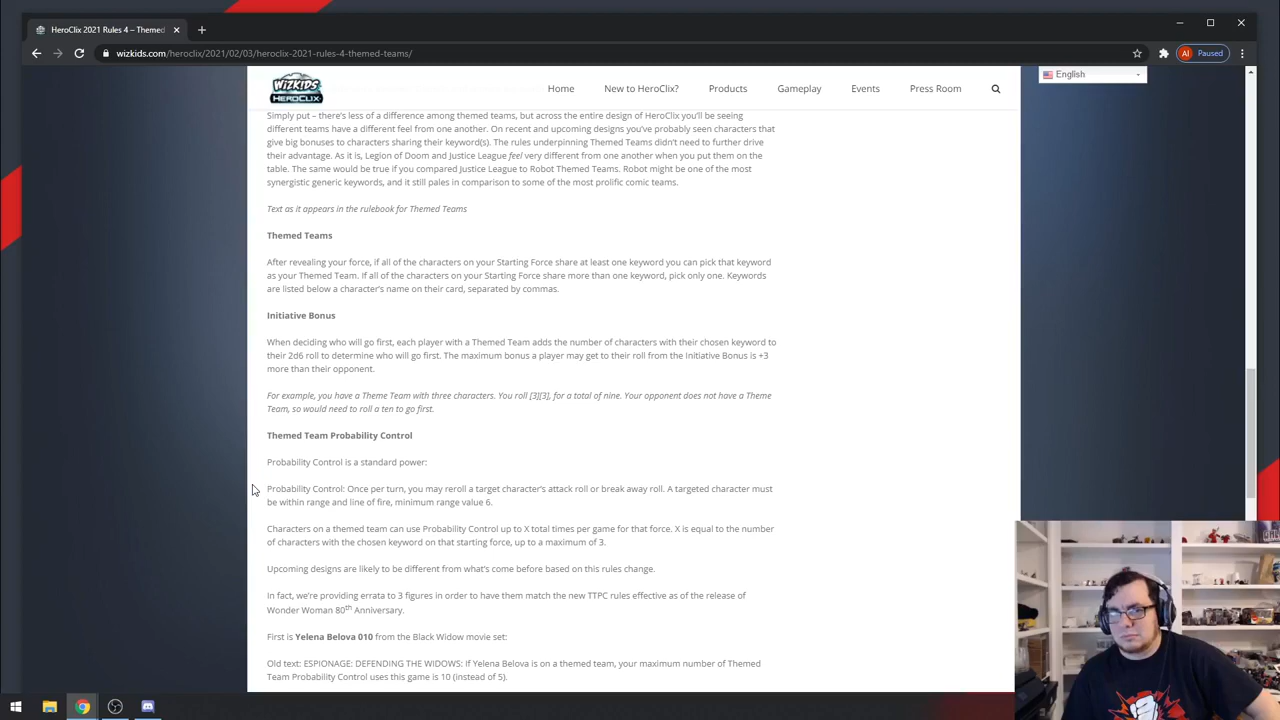 HeroClix 2021 Rules 4 – Themed
wizkids.com/heroclix/2021/02/03/heroclix-2021-rules-4-themed-teams/
AI Paused
WIZKIDS
HEROCLIX
Home New to HeroClix? Products Gameplay Events Press Room
English
Simply put – there's less of a difference among themed teams, but across the entire design of HeroClix you'll be seeing
different teams have a different feel from one another. On recent and upcoming designs you've probably seen characters that
give big bonuses to characters sharing their keyword(s). The rules underpinning Themed Teams didn't need to further drive
their advantage. As it is, Legion of Doom and Justice League feel very different from one another when you put them on the
table. The same would be true if you compared Justice League to Robot Themed Teams. Robot might be one of the most
synergistic generic keywords, and it still pales in comparison to some of the most prolific comic teams.
Text as it appears in the rulebook for Themed Teams
Themed Teams
After revealing your force, if all of the characters on your Starting Force share at least one keyword you can pick that keyword
as your Themed Team. If all of the characters on your Starting Force share more than one keyword, pick only one. Keywords
are listed below a character's name on their card, separated by commas.
Initiative Bonus
When deciding who will go first, each player with a Themed Team adds the number of characters with their chosen keyword to
their 2d6 roll to determine who will go first. The maximum bonus a player may get to their roll from the Initiative Bonus is +3
more than their opponent.
For example, you have a Theme Team with three characters. You roll [3][3], for a total of nine. Your opponent does not have a Theme
Team, so would need to roll a ten to go first.
Themed Team Probability Control
Probability Control is a standard power:
Probability Control: Once per turn, you may reroll a target character's attack roll or break away roll. A targeted character must
be within range and line of fire, minimum range value 6.
Characters on a themed team can use Probability Control up to X total times per game for that force. X is equal to the number
of characters with the chosen keyword on that starting force, up to a maximum of 3.
Upcoming designs are likely to be different from what's come before based on this rules change.
In fact, we're providing errata to 3 figures in order to have them match the new TTPC rules effective as of the release of
Wonder Woman 80th Anniversary.
First is Yelena Belova 010 from the Black Widow movie set:
Old text: ESPIONAGE: DEFENDING THE WIDOWS: If Yelena Belova is on a themed team, your maximum number of Themed
Team Probability Control uses this game is 10 (instead of 5).